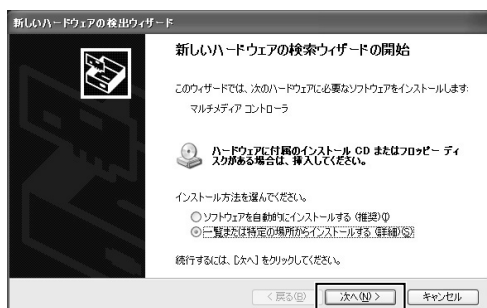 新しいハードウェアの検出ウィザード
新しいハードウェアの検索ウィザードの開始
このウィザードでは、次のハードウェアに必要なソフトウェアをインストールします:
マルチメディア コントローラ
ハードウェアに付属のインストール CD またはフロッピー ディ
スクがある場合は、挿入してください。
インストール方法を選んでください。
ソフトウェアを自動的にインストールする (推奨)(I)
一覧または特定の場所からインストールする (詳細)(S)
続行するには、[次へ] をクリックしてください。
< 戻る(B)
次へ(N) >
キャンセル